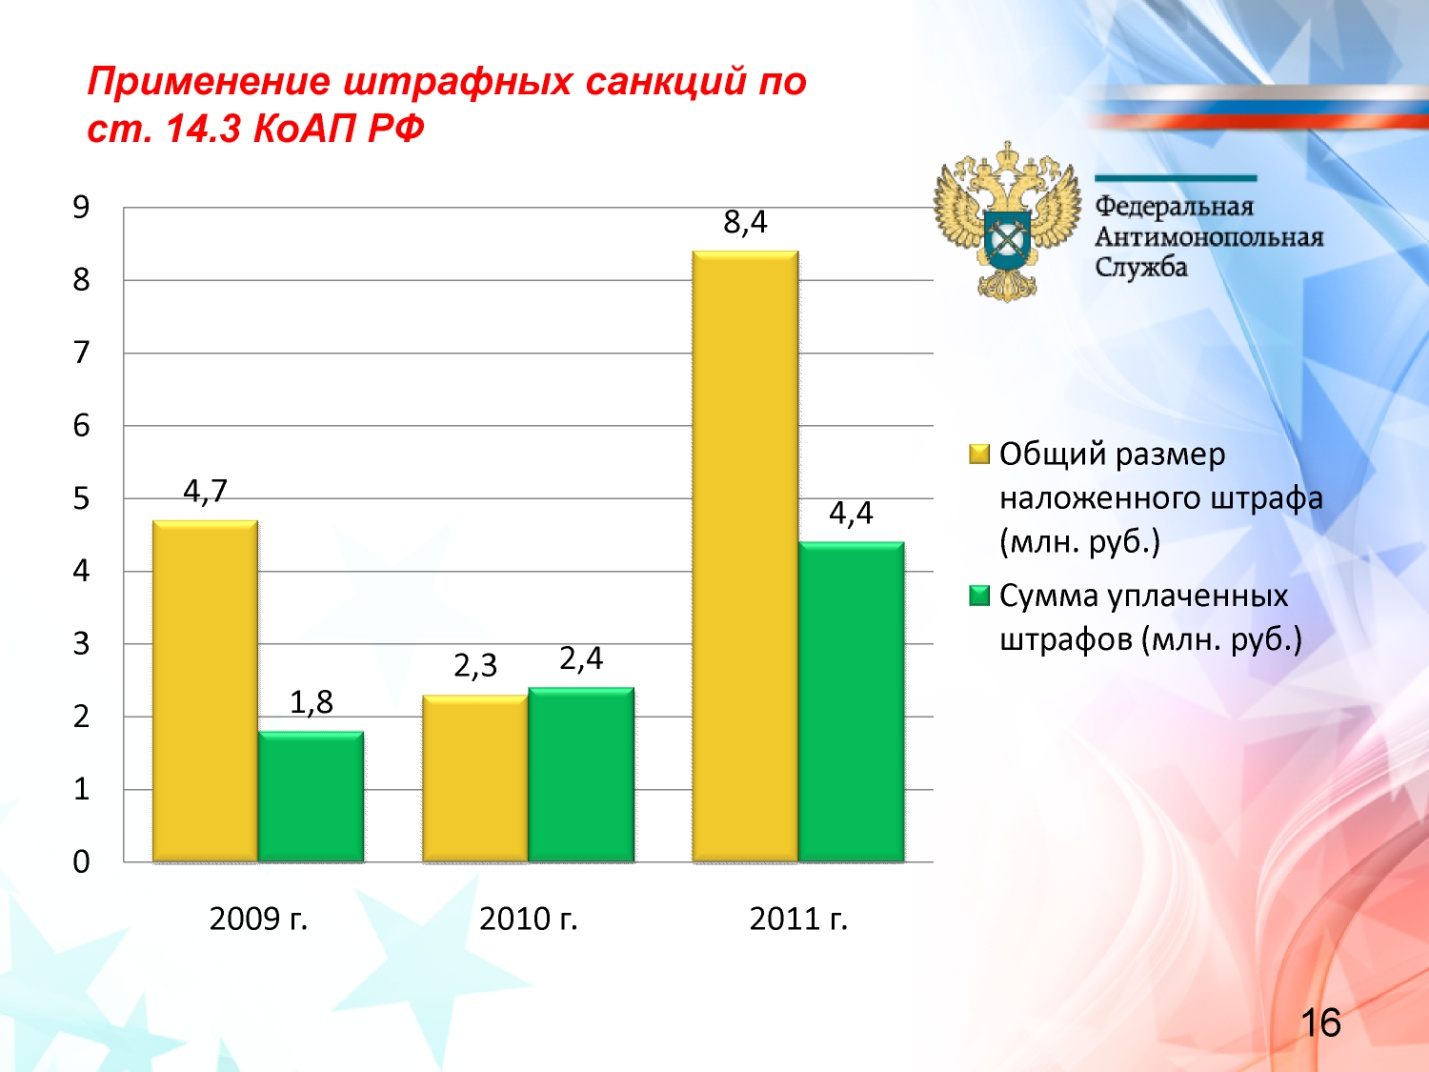 Применение штрафных санкций по
ст. 14.3 КоАП РФ
Федеральная
Антимонопольная
Служба
9
8
7
6
5
4
3
2
1
0
4,7
1,8
2,3
2,4
8,4
4,4
2009 г.
2010 г.
2011 г.
Общий размер
наложенного штрафа
(млн. руб.)
Сумма уплаченных
штрафов (млн. руб.)
16